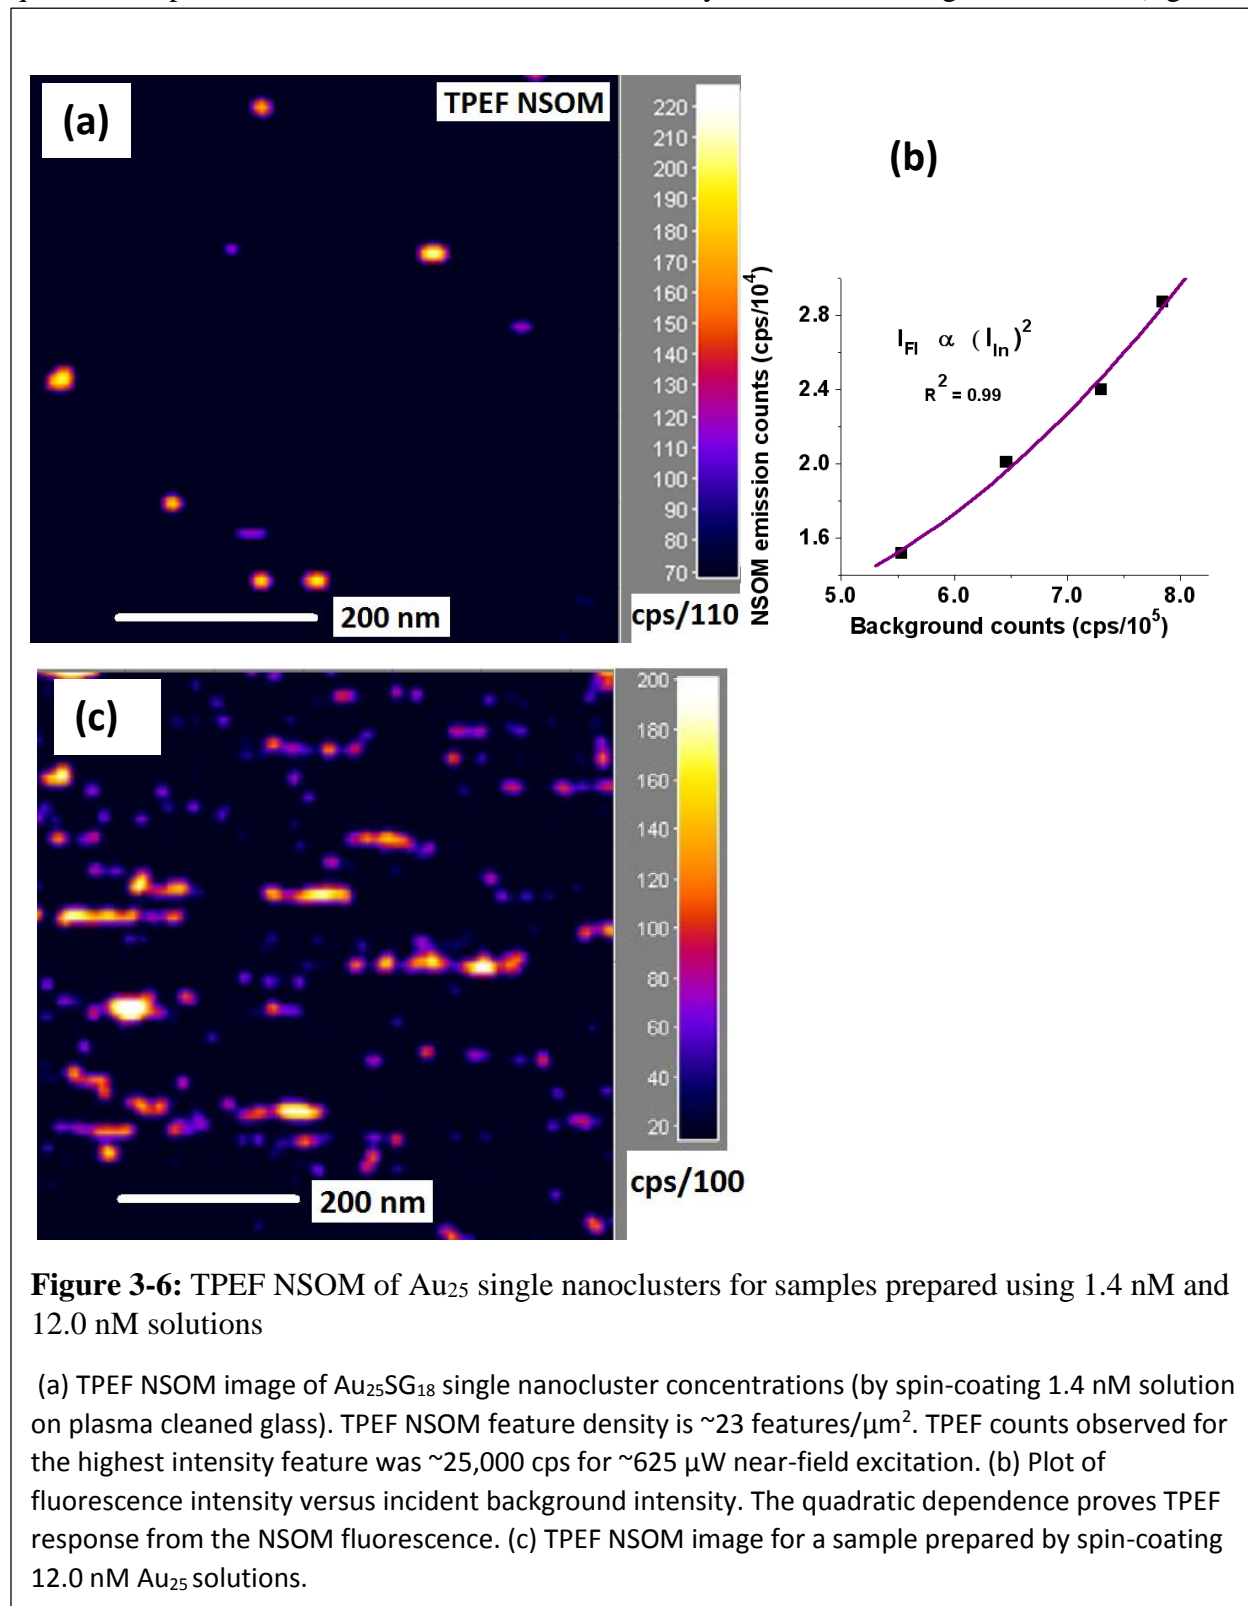 (a)
TPEF NSOM
220
210
200
190
180
170
160
150
140
130
120
110
100
90
80
70
cps/110
200 nm
(b)
NSOM emission counts (cps/10⁴)
2.8
2.4
2.0
1.6
I_Fl α (I_In)²
R² = 0.99
5.0 6.0 7.0 8.0
Background counts (cps/10⁵)
(c)
200
180
160
140
120
100
80
60
40
20
cps/100
200 nm
Figure 3-6: TPEF NSOM of Au₂₅ single nanoclusters for samples prepared using 1.4 nM and
12.0 nM solutions
(a) TPEF NSOM image of Au₂₅SG₁₈ single nanocluster concentrations (by spin-coating 1.4 nM solution
on plasma cleaned glass). TPEF NSOM feature density is ~23 features/µm². TPEF counts observed for
the highest intensity feature was ~25,000 cps for ~625 µW near-field excitation. (b) Plot of
fluorescence intensity versus incident background intensity. The quadratic dependence proves TPEF
response from the NSOM fluorescence. (c) TPEF NSOM image for a sample prepared by spin-coating
12.0 nM Au₂₅ solutions.